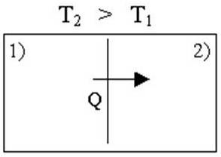 T₂ > T₁
1) 2)
Q